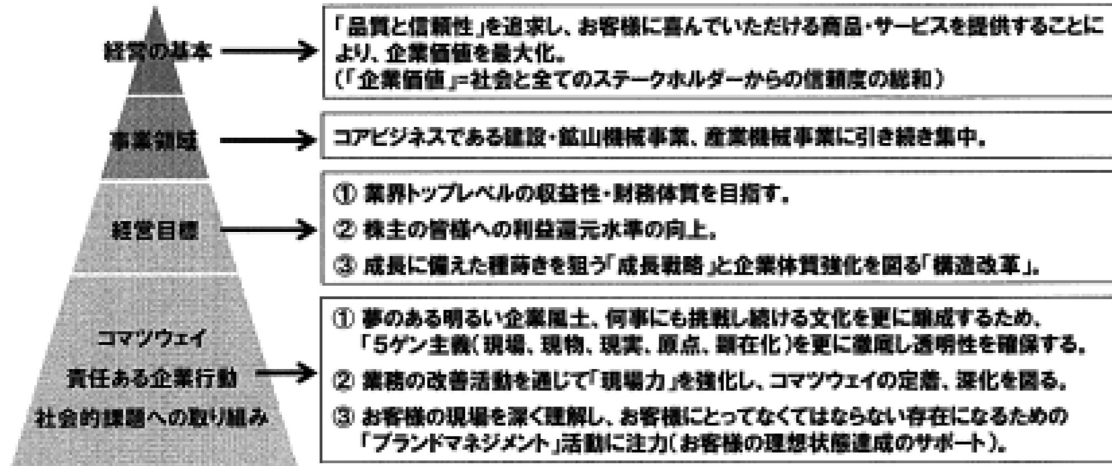 経営の基本
「品質と信頼性」を追求し、お客様に喜んでいただける商品・サービスを提供することに
より、企業価値を最大化。
(「企業価値」=社会と全てのステークホルダーからの信頼度の総和)
事業領域
コアビジネスである建設・鉱山機械事業、産業機械事業に引き続き集中。
経営目標
① 業界トップレベルの収益性・財務体質を目指す。
② 株主の皆様への利益還元水準の向上。
③ 成長に備えた種蒔きを狙う「成長戦略」と企業体質強化を図る「構造改革」。
コマツウェイ
責任ある企業行動
社会的課題への取り組み
① 夢のある明るい企業風土、何事にも挑戦し続ける文化を更に醸成するため、
「5ゲン主義(現場、現物、現実、原点、顕在化)を更に徹底し透明性を確保する。
② 業務の改善活動を通じて「現場力」を強化し、コマツウェイの定着、深化を図る。
③ お客様の現場を深く理解し、お客様にとってなくてはならない存在になるための
「ブランドマネジメント」活動に注力(お客様の理想状態達成のサポート)。